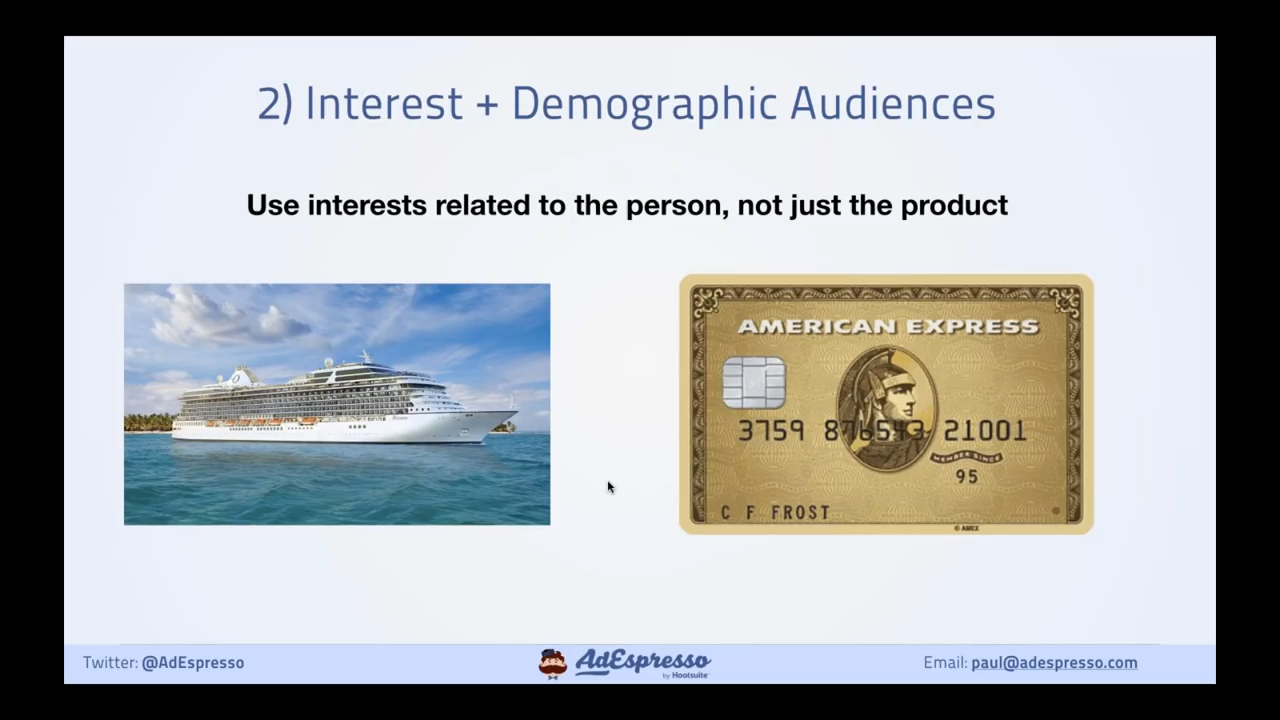 2) Interest + Demographic Audiences
Use interests related to the person, not just the product
AMERICAN EXPRESS
3759 876543 21001
MEMBER SINCE
95
C F FROST
© AMEX
Twitter: @AdEspresso
AdEspresso
by Hootsuite
Email: paul@adespresso.com